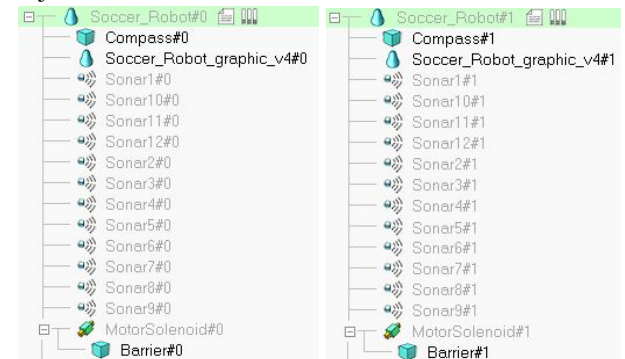 Soccer_Robot#0
Compass#0
Soccer_Robot_graphic_v4#0
Sonar1#0
Sonar10#0
Sonar11#0
Sonar12#0
Sonar2#0
Sonar3#0
Sonar4#0
Sonar5#0
Sonar6#0
Sonar7#0
Sonar8#0
Sonar9#0
MotorSolenoid#0
Barrier#0
Soccer_Robot#1
Compass#1
Soccer_Robot_graphic_v4#1
Sonar1#1
Sonar10#1
Sonar11#1
Sonar12#1
Sonar2#1
Sonar3#1
Sonar4#1
Sonar5#1
Sonar6#1
Sonar7#1
Sonar8#1
Sonar9#1
MotorSolenoid#1
Barrier#1